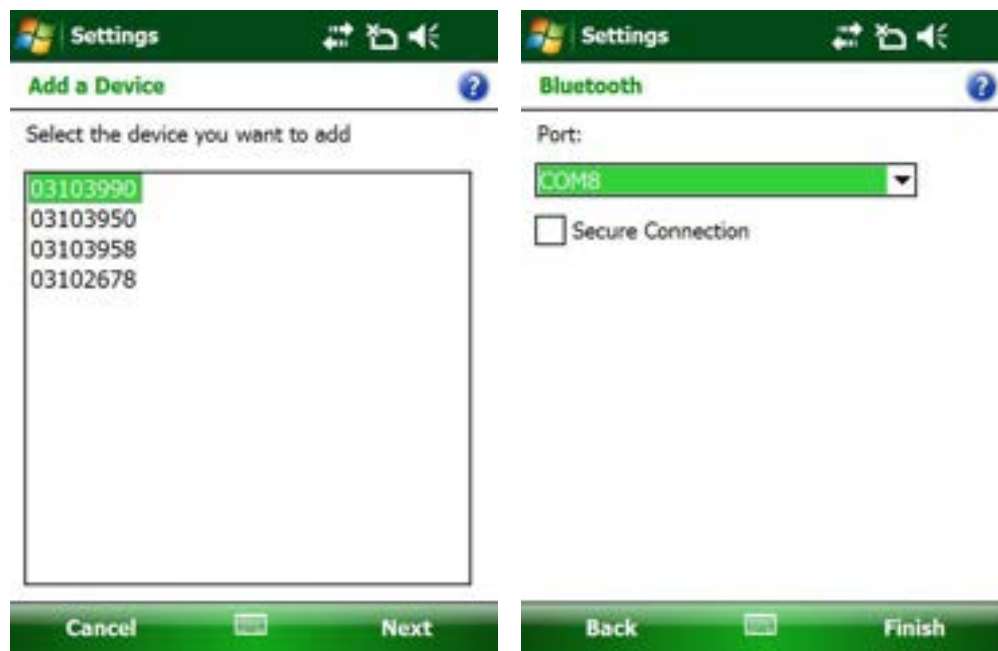 Settings
Add a Device
Select the device you want to add
03103990
03103950
03103958
03102678
Cancel Next
Settings
Bluetooth
Port:
COM8
Secure Connection
Back Finish